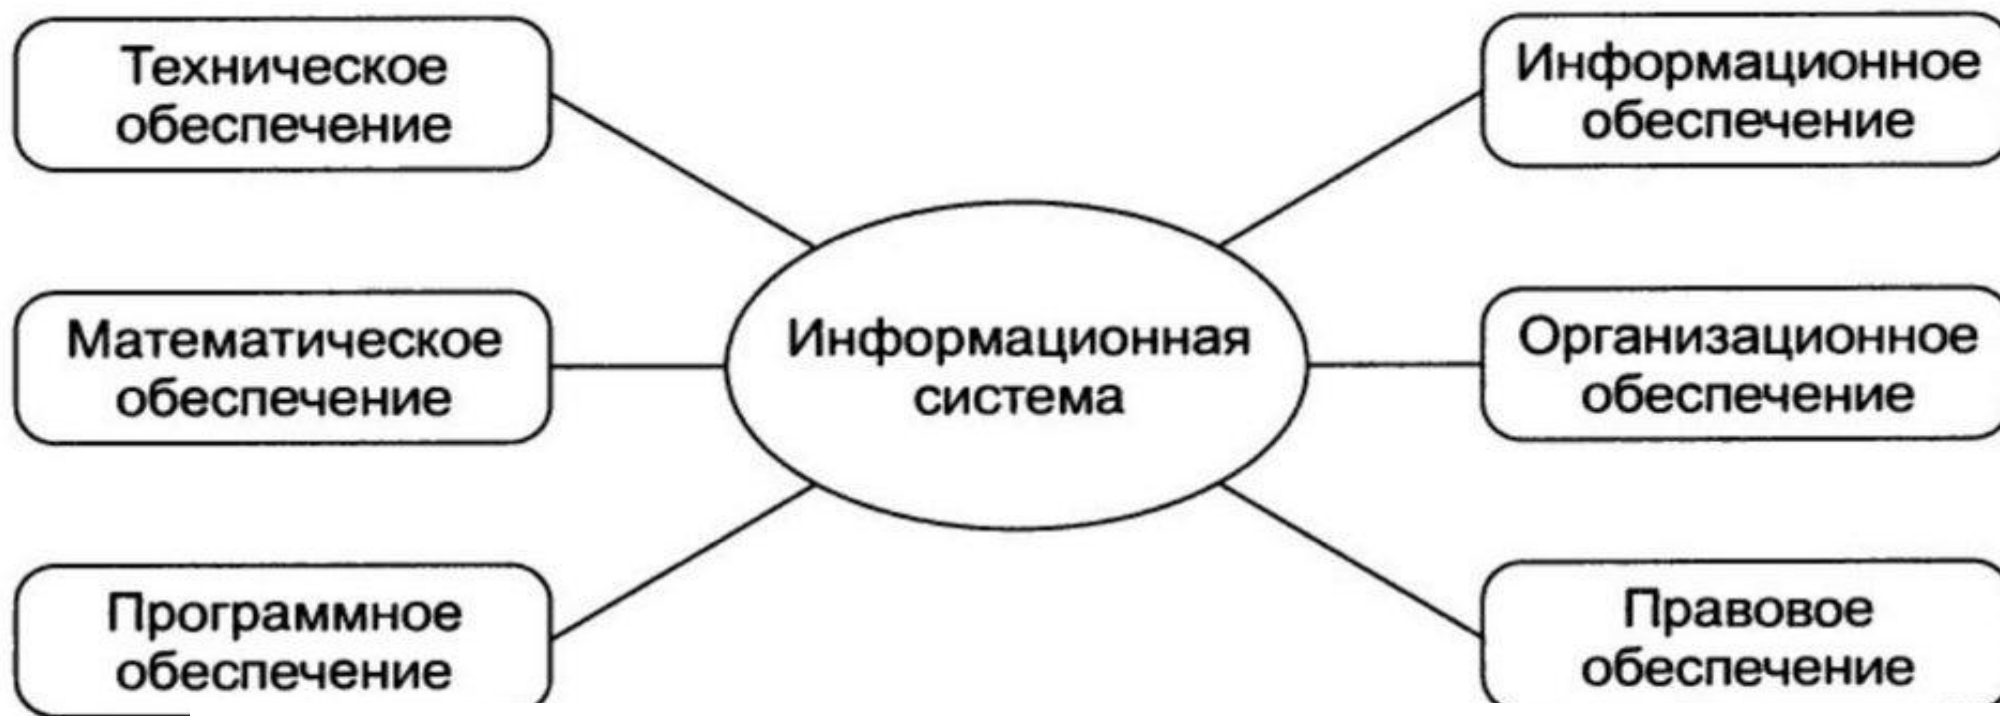 Техническое
обеспечение
Математическое
обеспечение
Программное
обеспечение
Информационная
система
Информационное
обеспечение
Организационное
обеспечение
Правовое
обеспечение